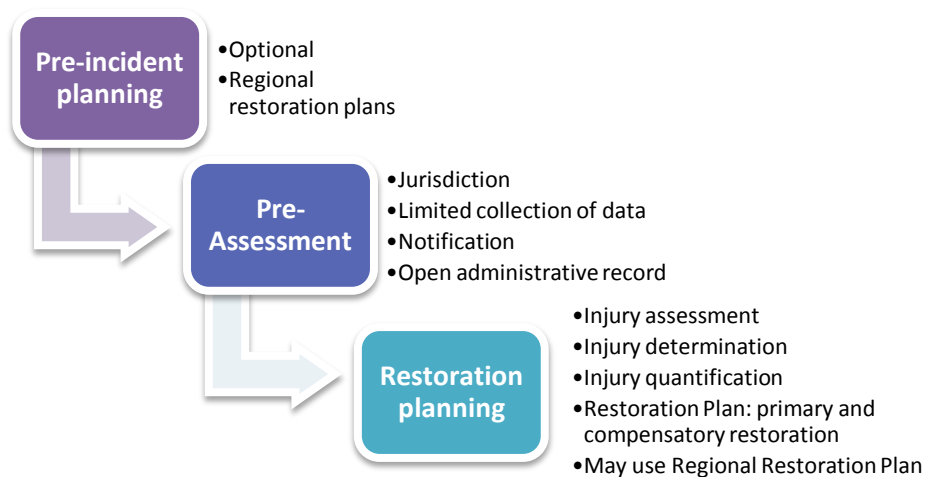 Pre-incident
planning
•Optional
•Regional
restoration plans
Pre-
Assessment
•Jurisdiction
•Limited collection of data
•Notification
•Open administrative record
Restoration
planning
•Injury assessment
•Injury determination
•Injury quantification
•Restoration Plan: primary and
compensatory restoration
•May use Regional Restoration Plan